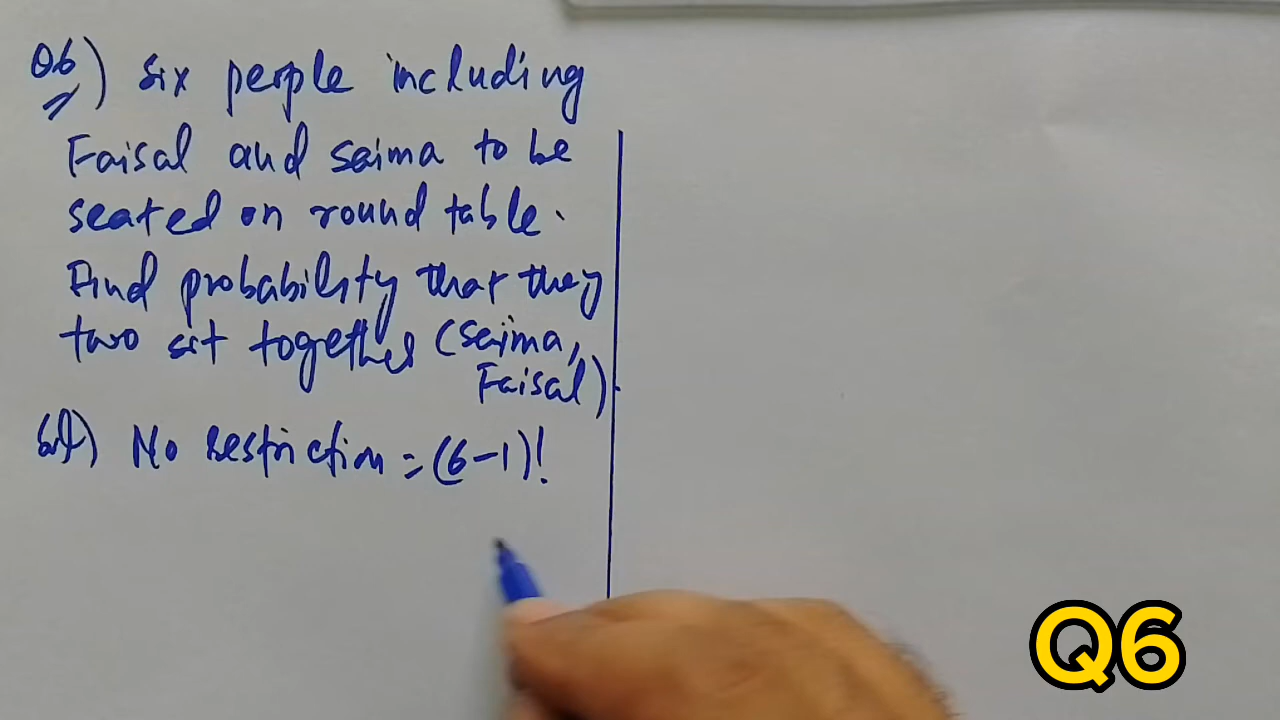 Q6) Six people including
Faisal and Saima to be
seated on round table.
Find probability that they
two sit together (Saima,
Faisal).
Sol) No Restriction = (6-1)!
Q6